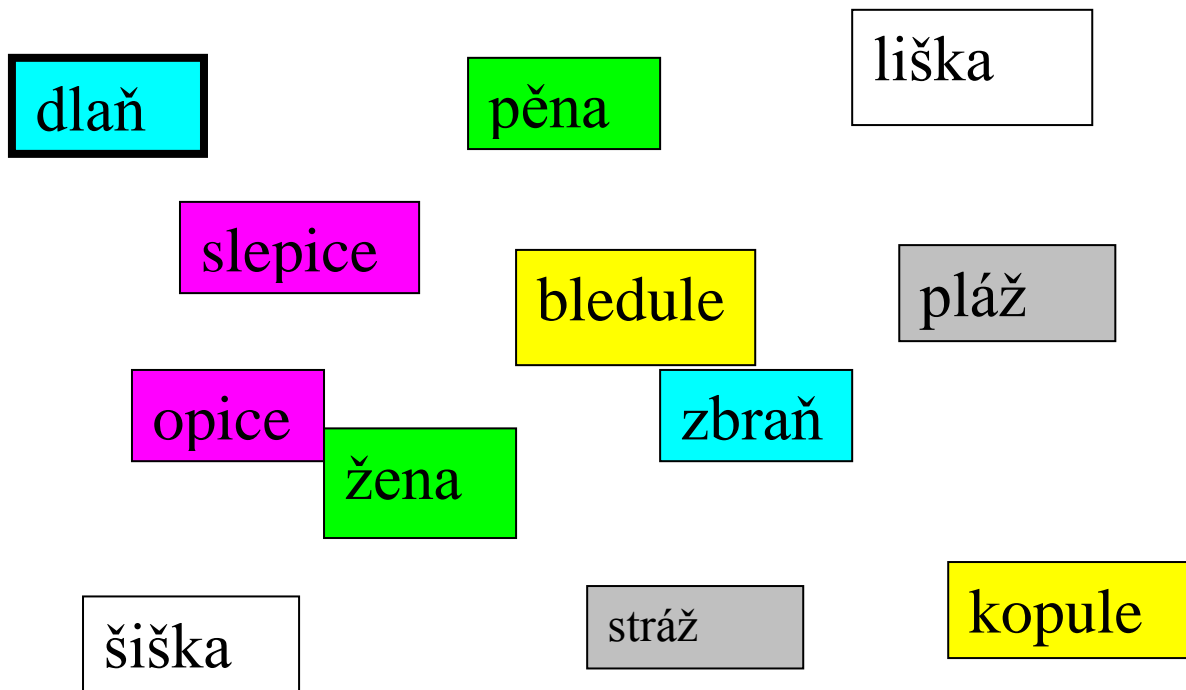 liška
dlaň
pěna
slepice
bledule
pláž
opice
zbraň
žena
šiška
stráž
kopule